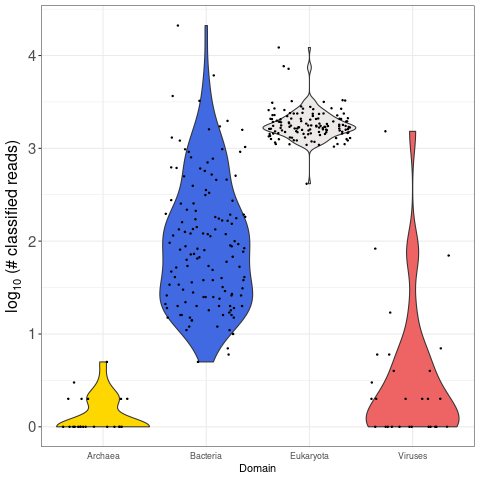 log10 (# classified reads)
4
3
2
1
0
Archaea
Bacteria
Eukaryota
Viruses
Domain